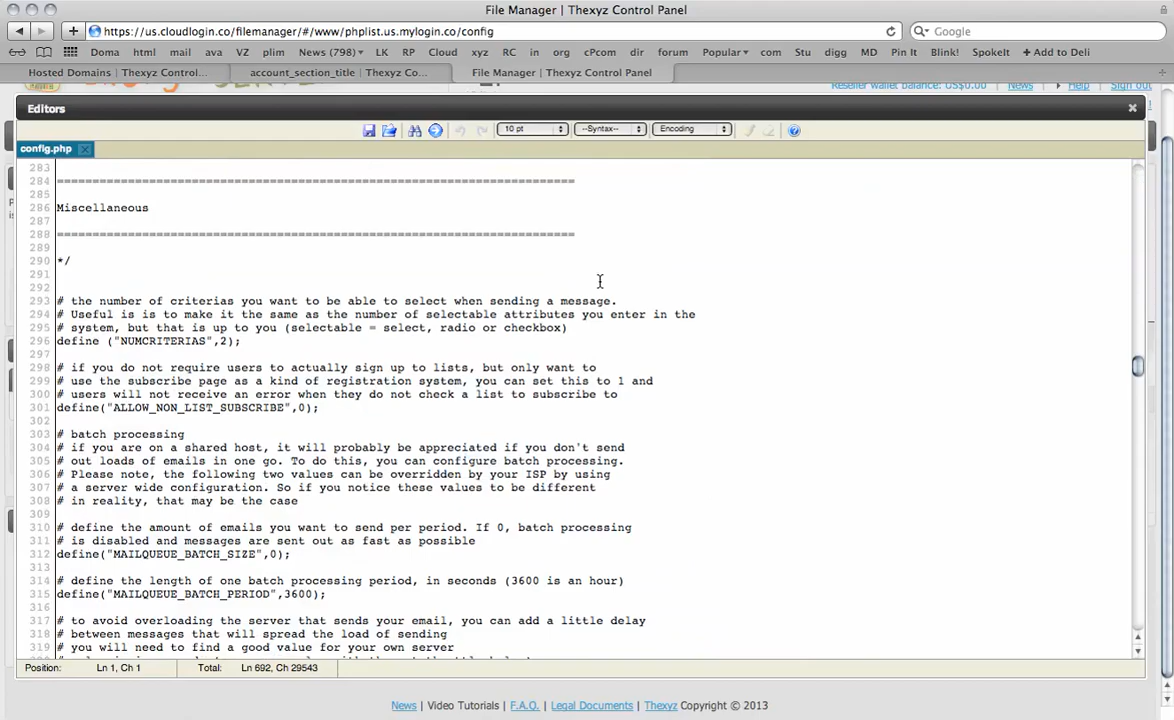 File Manager | Thexyz Control Panel
https://us.cloudlogin.co/filemanager/#/www/phplist.us.mylogin.co/config
Google
Doma html mail ava VZ plim News (798) LK RP Cloud xyz RC in org cPcom dir forum Popular com Stu digg MD Pin It Blink! SpokeIt + Add to Deli
Hosted Domains | Thexyz Control...
account_section_title | Thexyz Co...
File Manager | Thexyz Control Panel
Reseller wallet balance: US$0.00 News Help Sign out
Editors
10 pt --Syntax-- Encoding
config.php
283
284 =========================================================================
285
286 Miscellaneous
287
288 =========================================================================
289
290 */
291
292
293 # the number of criterias you want to be able to select when sending a message.
294 # Useful is is to make it the same as the number of selectable attributes you enter in the
295 # system, but that is up to you (selectable = select, radio or checkbox)
296 define ("NUMCRITERIAS",2);
297
298 # if you do not require users to actually sign up to lists, but only want to
299 # use the subscribe page as a kind of registration system, you can set this to 1 and
300 # users will not receive an error when they do not check a list to subscribe to
301 define("ALLOW_NON_LIST_SUBSCRIBE",0);
302
303 # batch processing
304 # if you are on a shared host, it will probably be appreciated if you don't send
305 # out loads of emails in one go. To do this, you can configure batch processing.
306 # Please note, the following two values can be overridden by your ISP by using
307 # a server wide configuration. So if you notice these values to be different
308 # in reality, that may be the case
309
310 # define the amount of emails you want to send per period. If 0, batch processing
311 # is disabled and messages are sent out as fast as possible
312 define("MAILQUEUE_BATCH_SIZE",0);
313
314 # define the length of one batch processing period, in seconds (3600 is an hour)
315 define("MAILQUEUE_BATCH_PERIOD",3600);
316
317 # to avoid overloading the server that sends your email, you can add a little delay
318 # between messages that will spread the load of sending
319 # you will need to find a good value for your own server
Position: Ln 1, Ch 1 Total: Ln 692, Ch 29543
News | Video Tutorials | F.A.Q. | Legal Documents | Thexyz Copyright © 2013